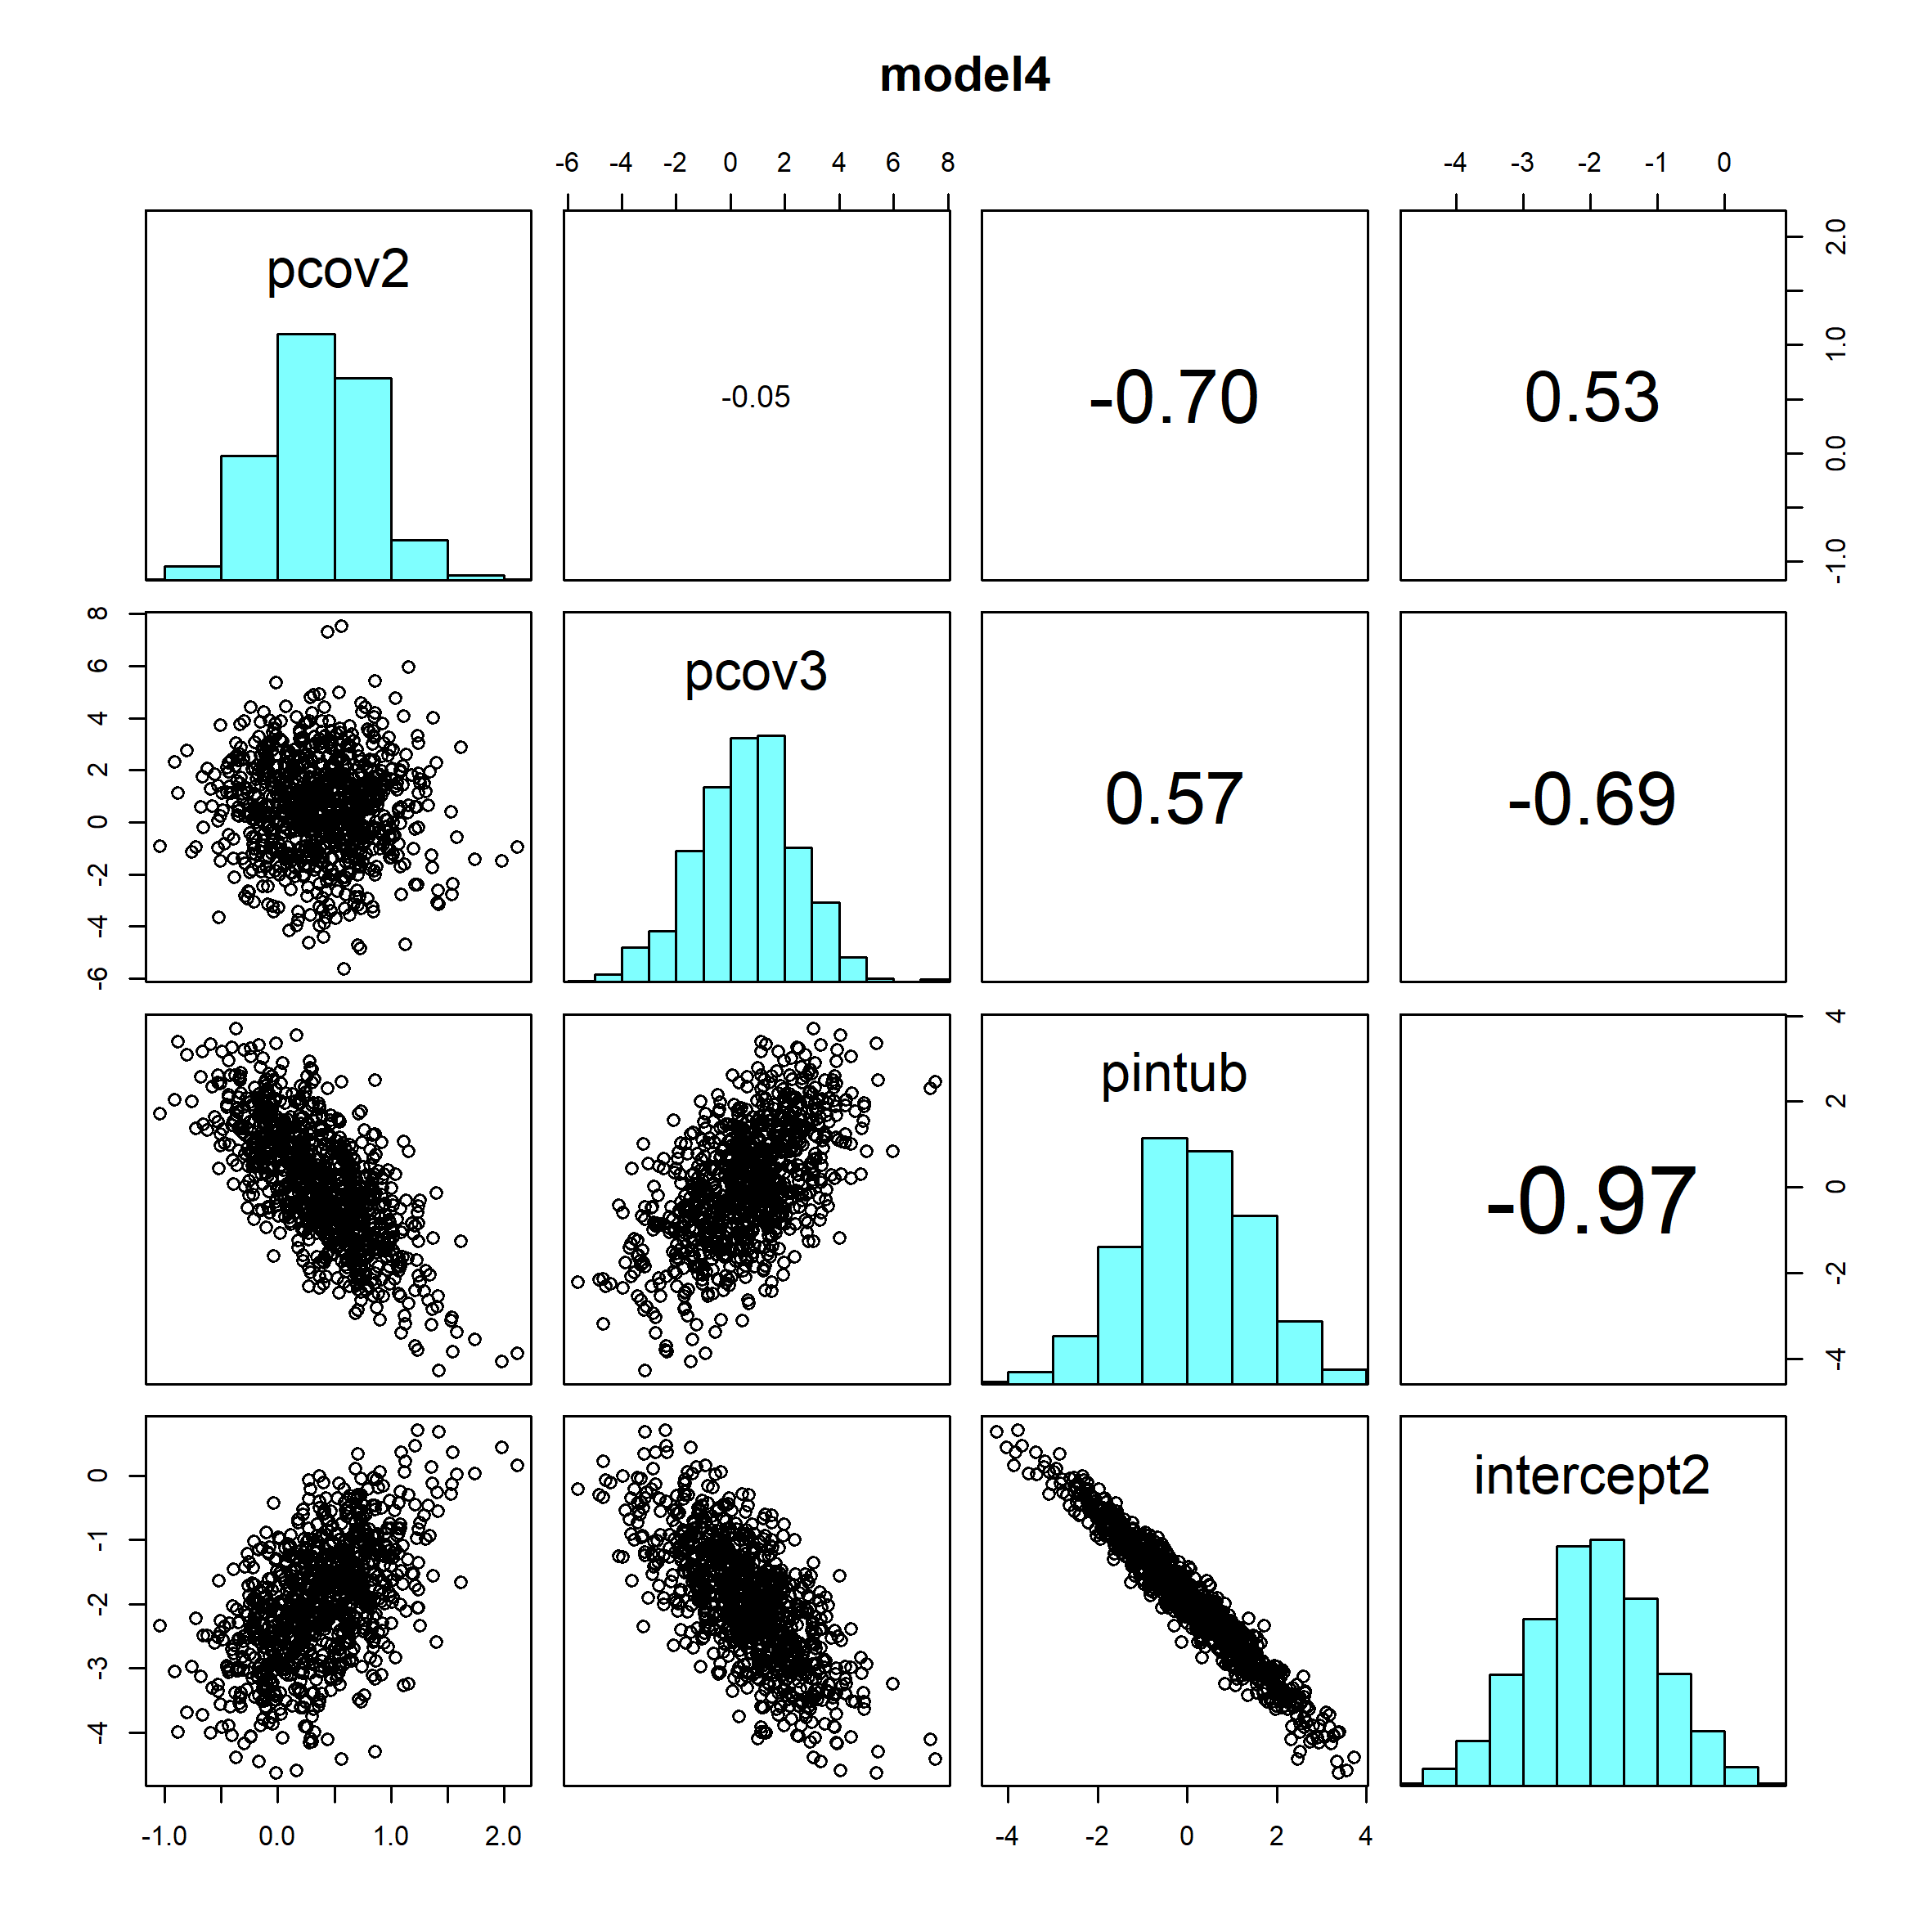 model4
-6 -4 -2 0 2 4 6 8
-4 -3 -2 -1 0
pcov2
-0.05
-0.70
0.53
-1.0 0.0 1.0 2.0
-6 -4 -2 0 2 4 6 8
pcov3
0.57
-0.69
pintub
-0.97
-4 -2 0 2 4
-4 -3 -2 -1 0
intercept2
-1.0 0.0 1.0 2.0
-4 -2 0 2 4